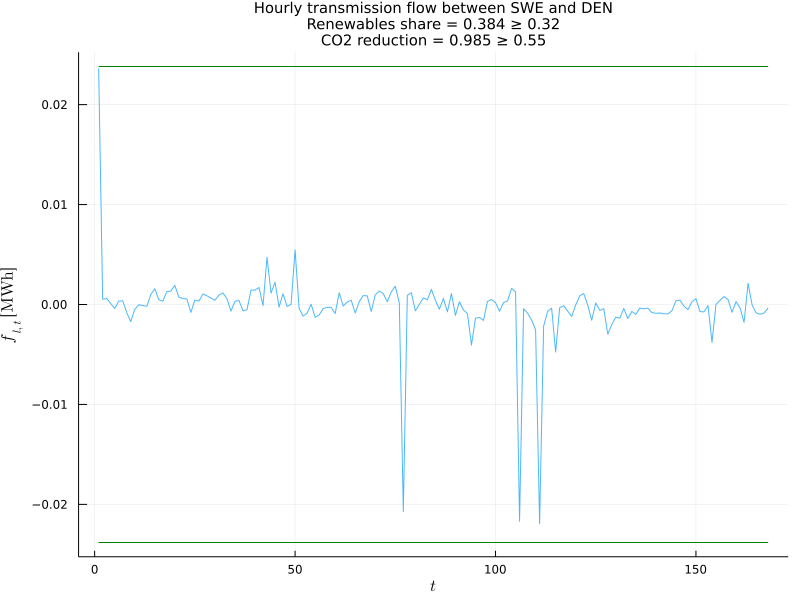 Hourly transmission flow between SWE and DEN
Renewables share = 0.384 ≥ 0.32
CO2 reduction = 0.985 ≥ 0.55
0.02
0.01
0.00
−0.01
−0.02
f_{l,t} [MWh]
0
50
100
150
t